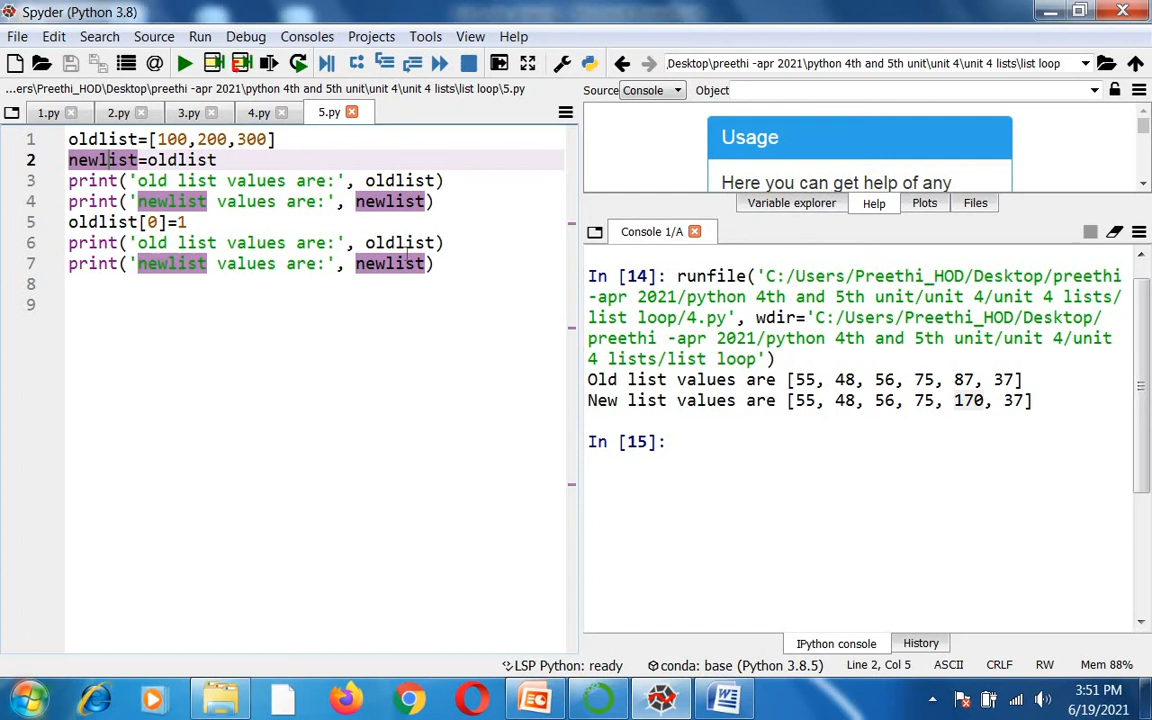 Spyder (Python 3.8)
File Edit Search Source Run Debug Consoles Projects Tools View Help
Desktop\preethi -apr 2021\python 4th and 5th unit\unit 4\unit 4 lists\list loop
...ers\Preethi_HOD\Desktop\preethi -apr 2021\python 4th and 5th unit\unit 4\unit 4 lists\list loop\5.py
1.py 2.py 3.py 4.py 5.py
1 oldlist=[100,200,300]
2 newlist=oldlist
3 print('old list values are:', oldlist)
4 print('newlist values are:', newlist)
5 oldlist[0]=1
6 print('old list values are:', oldlist)
7 print('newlist values are:', newlist)
8
9
Source Console Object
Usage
Here you can get help of any
Variable explorer Help Plots Files
Console 1/A
In [14]: runfile('C:/Users/Preethi_HOD/Desktop/preethi
-apr 2021/python 4th and 5th unit/unit 4/unit 4 lists/
list loop/4.py', wdir='C:/Users/Preethi_HOD/Desktop/
preethi -apr 2021/python 4th and 5th unit/unit 4/unit
4 lists/list loop')
Old list values are [55, 48, 56, 75, 87, 37]
New list values are [55, 48, 56, 75, 170, 37]
In [15]:
IPython console History
LSP Python: ready conda: base (Python 3.8.5) Line 2, Col 5 ASCII CRLF RW Mem 88%
3:51 PM
6/19/2021